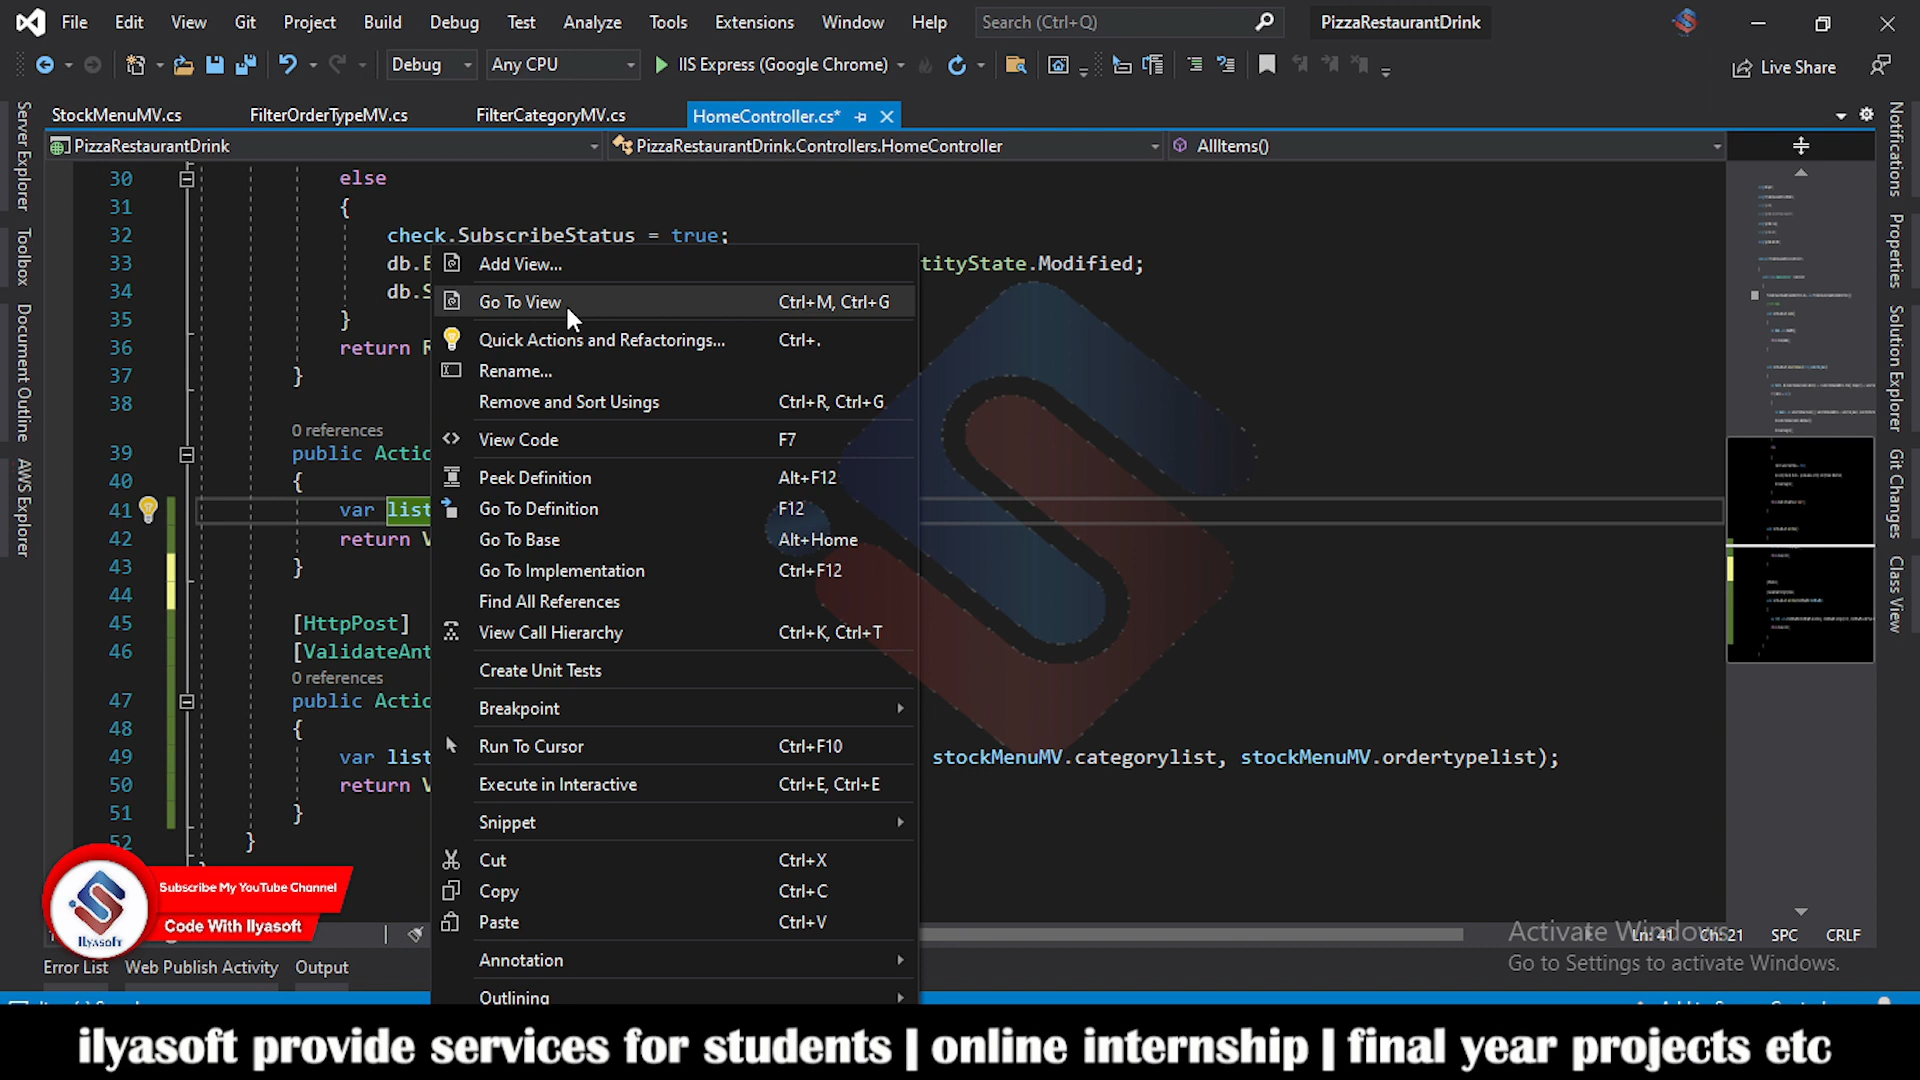 File Edit View Git Project Build Debug Test Analyze Tools Extensions Window Help Search (Ctrl+Q) PizzaRestaurantDrink
Debug Any CPU IIS Express (Google Chrome) Live Share
StockMenuMV.cs FilterOrderTypeMV.cs FilterCategoryMV.cs HomeController.cs*
PizzaRestaurantDrink PizzaRestaurantDrink.Controllers.HomeController AllItems()
Server Explorer
Toolbox
Document Outline
AWS Explorer
30 else
31 {
32 check.SubscribeStatus = true;
33 db.E tityState.Modified;
34 db.S
35 }
36 return R
37 }
38
0 references
39 public Actio
40 {
41 var list
42 return V
43 }
44
45 [HttpPost]
46 [ValidateAnt
0 references
47 public Actio
48 {
49 var list stockMenuMV.categorylist, stockMenuMV.ordertypelist);
50 return V
51 }
52 }
Add View...
Go To View Ctrl+M, Ctrl+G
Quick Actions and Refactorings... Ctrl+.
Rename...
Remove and Sort Usings Ctrl+R, Ctrl+G
View Code F7
Peek Definition Alt+F12
Go To Definition F12
Go To Base Alt+Home
Go To Implementation Ctrl+F12
Find All References
View Call Hierarchy Ctrl+K, Ctrl+T
Create Unit Tests
Breakpoint
Run To Cursor Ctrl+F10
Execute in Interactive Ctrl+E, Ctrl+E
Snippet
Cut Ctrl+X
Copy Ctrl+C
Paste Ctrl+V
Annotation
Outlining
Notifications
Properties
Solution Explorer
Git Changes
Class View
Subscribe My YouTube Channel
Code With Ilyasoft
Ilyasoft
Activate Windows
Go to Settings to activate Windows.
Ln: 41 Ch: 21 SPC CRLF
Error List Web Publish Activity Output
ilyasoft provide services for students | online internship | final year projects etc